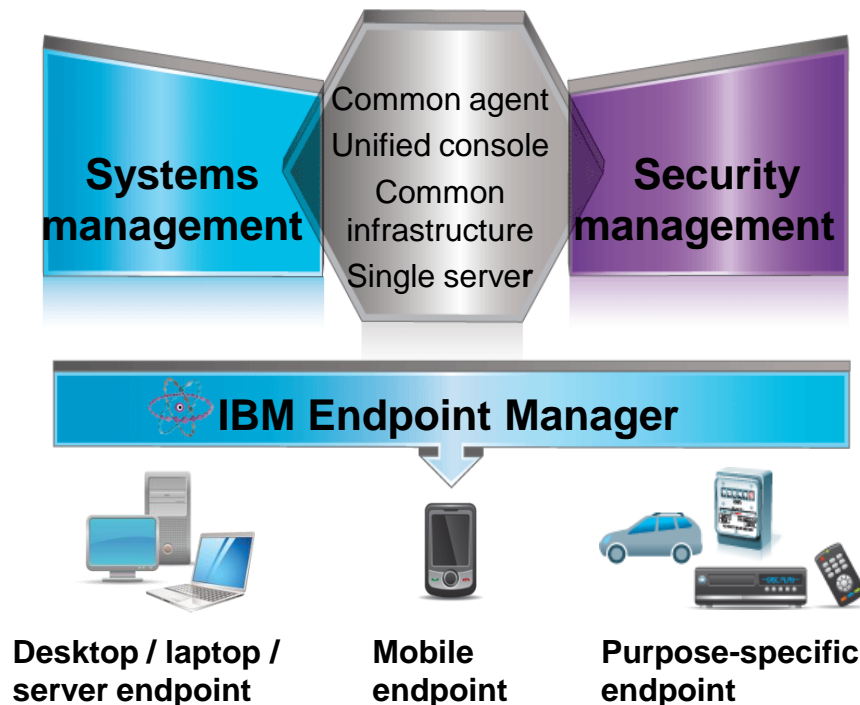 Systems
management
Common agent
Unified console
Common
infrastructure
Single server
Security
management
IBM Endpoint Manager
Desktop / laptop /
server endpoint
Mobile
endpoint
Purpose-specific
endpoint